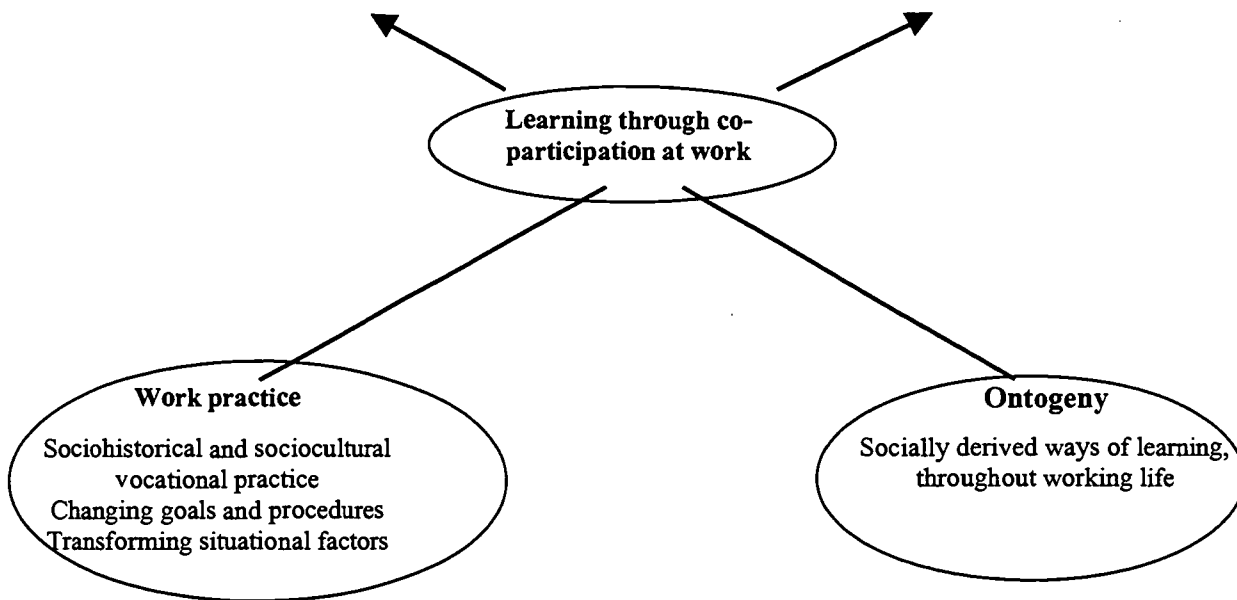 Learning through co-
participation at work
Work practice
Sociohistorical and sociocultural
vocational practice
Changing goals and procedures
Transforming situational factors
Ontogeny
Socially derived ways of learning,
throughout working life